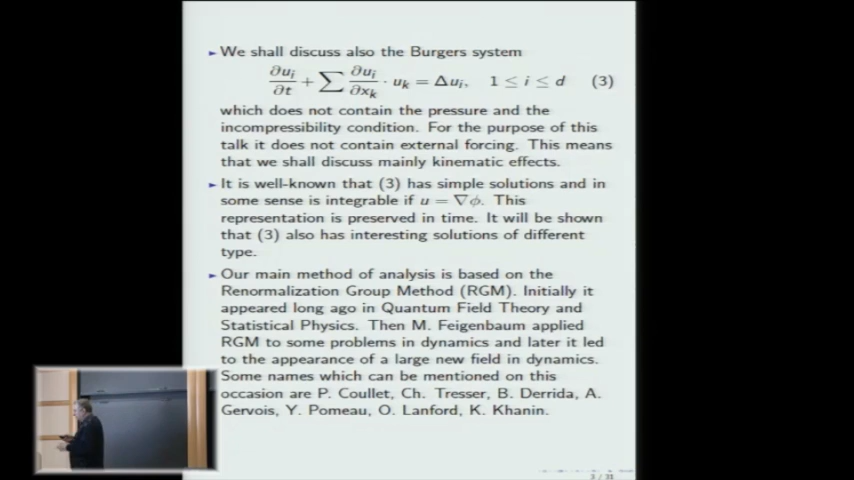 ► We shall discuss also the Burgers system
∂uᵢ/∂t + ∑ ∂uᵢ/∂xₖ · uₖ = Δuᵢ, 1 ≤ i ≤ d (3)
which does not contain the pressure and the
incompressibility condition. For the purpose of this
talk it does not contain external forcing. This means
that we shall discuss mainly kinematic effects.
► It is well-known that (3) has simple solutions and in
some sense is integrable if u = ∇ϕ. This
representation is preserved in time. It will be shown
that (3) also has interesting solutions of different
type.
► Our main method of analysis is based on the
Renormalization Group Method (RGM). Initially it
appeared long ago in Quantum Field Theory and
Statistical Physics. Then M. Feigenbaum applied
RGM to some problems in dynamics and later it led
to the appearance of a large new field in dynamics.
Some names which can be mentioned on this
occasion are P. Coullet, Ch. Tresser, B. Derrida, A.
Gervois, Y. Pomeau, O. Lanford, K. Khanin.
3 / 31